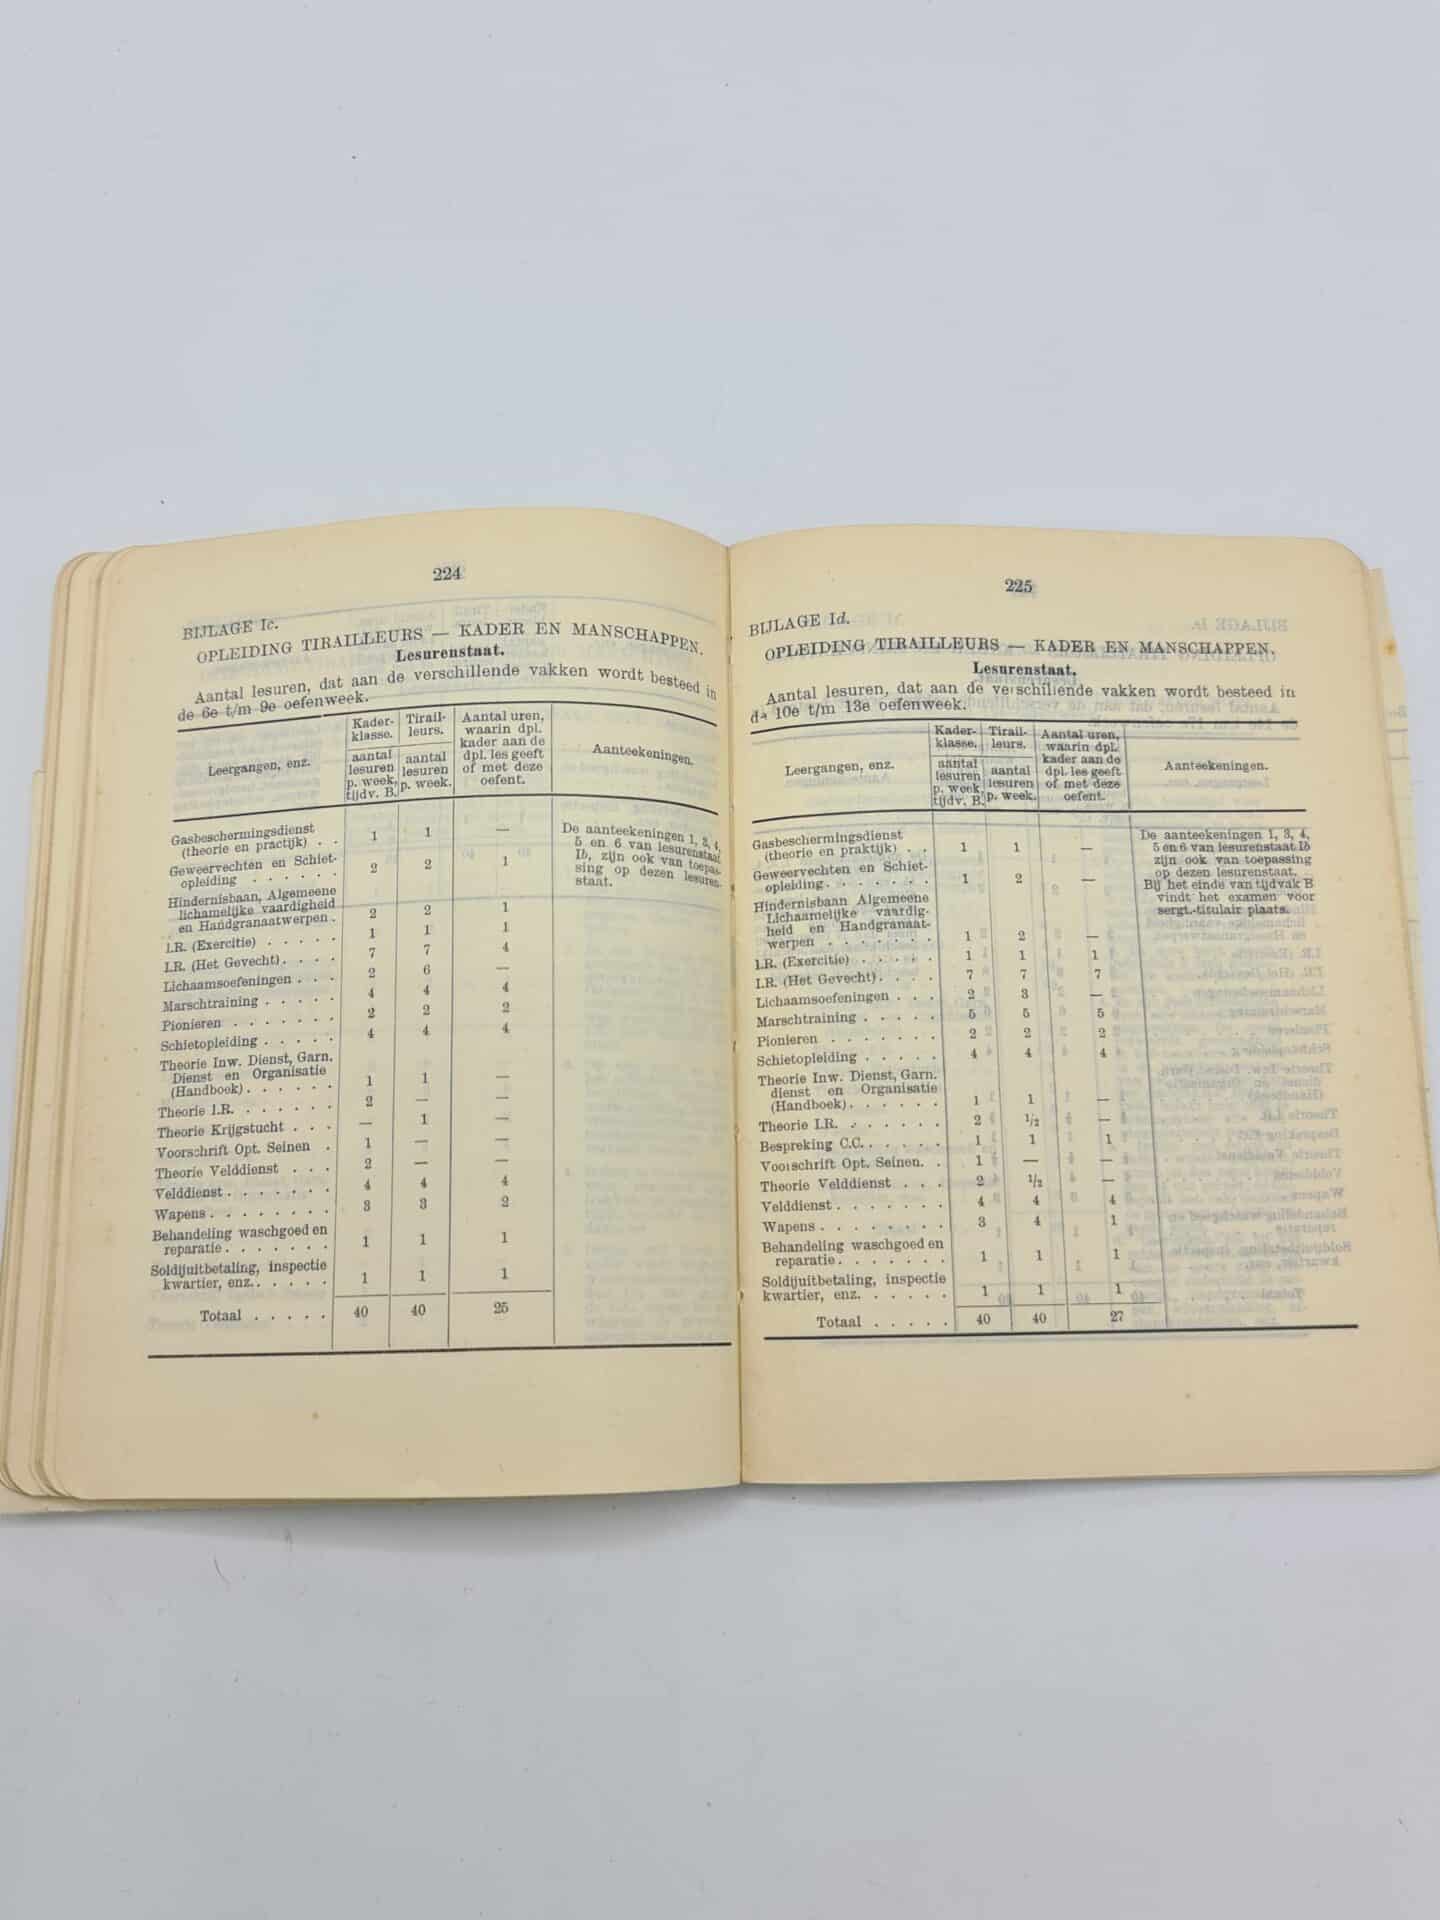 224
BIJLAGE Ic.
OPLEIDING TIRAILLEURS — KADER EN MANSCHAPPEN.
Lesurenstaat.
Aantal lesuren, dat aan de verschillende vakken wordt besteed in
de 6e t/m 9e oefenweek.
Leergangen, enz.
Kader-
klasse.
aantal
lesuren
p. week,
tijdv. B.
Tirail-
leurs.
aantal
lesuren
p. week.
Aantal uren,
waarin dpl.
kader aan de
dpl. les geeft
of met deze
oefent.
Aanteekeningen.
Gasbeschermingsdienst
(theorie en practijk) . . 1 1 —
Geweervechten en Schiet-
opleiding . . . . . . 2 2 1
Hindernisbaan, Algemeene
lichamelijke vaardigheid
en Handgranaatwerpen . 2 2 1
I.R. (Exercitie) . . . . . 1 1 1
I.R. (Het Gevecht) . . . . 7 7 4
Lichaamsoefeningen . . . 2 6 —
Marschtraining . . . . . 4 4 4
Pionieren . . . . . . . 2 2 2
Schietopleiding . . . . . 4 4 4
Theorie Inw. Dienst, Garn.
Dienst en Organisatie
(Handboek) . . . . . . 1 1 —
Theorie I.R. . . . . . . 2 — —
Theorie Krijgstucht . . . — 1 —
Voorschrift Opt. Seinen . 1 — —
Theorie Velddienst . . . 2 — —
Velddienst . . . . . . . 4 4 4
Wapens . . . . . . . . 3 3 2
Behandeling waschgoed en
reparatie . . . . . . . 1 1 1
Soldijuitbetaling, inspectie
kwartier, enz. . . . . . 1 1 1
Totaal . . . . . 40 40 25
De aanteekeningen 1, 3, 4,
5 en 6 van lesurenstaat
Ib, zijn ook van toepas-
sing op dezen lesuren-
staat.
225
BIJLAGE Id.
OPLEIDING TIRAILLEURS — KADER EN MANSCHAPPEN.
Lesurenstaat.
Aantal lesuren, dat aan de verschillende vakken wordt besteed in
de 10e t/m 13e oefenweek.
Leergangen, enz.
Kader-
klasse.
aantal
lesuren
p. week
tijdv. B.
Tirail-
leurs.
aantal
lesuren
p. week.
Aantal uren,
waarin dpl.
kader aan de
dpl. les geeft
of met deze
oefent.
Aanteekeningen.
Gasbeschermingsdienst
(theorie en praktijk) . . 1 1 —
Geweervechten en Schiet-
opleiding . . . . . . 1 2 —
Hindernisbaan Algemeene
Lichaamelijke vaardig-
heid en Handgranaat-
werpen . . . . . . . 1 2 —
I.R. (Exercitie) . . . . . 1 1 1
I.R. (Het Gevecht) . . . . 7 7 7
Lichaamsoefeningen . . . 2 3 —
Marschtraining . . . . . 5 5 5
Pionieren . . . . . . . 2 2 2
Schietopleiding . . . . . 4 4 4
Theorie Inw. Dienst, Garn.
dienst en Organisatie
(Handboek) . . . . . . 1 1 —
Theorie I.R. . . . . . . 2 1/2 —
Bespreking C.C. . . . . . 1 1 1
Voorschrift Opt. Seinen. . 1 — —
Theorie Velddienst . . . 2 1/2 —
Velddienst . . . . . . . 4 4 4
Wapens . . . . . . . . 3 4 1
Behandeling waschgoed en
reparatie . . . . . . . 1 1 1
Soldijuitbetaling, inspectie
kwartier, enz. . . . . . 1 1 1
Totaal . . . . . 40 40 27
De aanteekeningen 1, 3, 4,
5 en 6 van lesurenstaat Ib
zijn ook van toepassing
op dezen lesurenstaat.
Bij het einde van tijdvak B
vindt het examen voor
sergt.-titulair plaats.